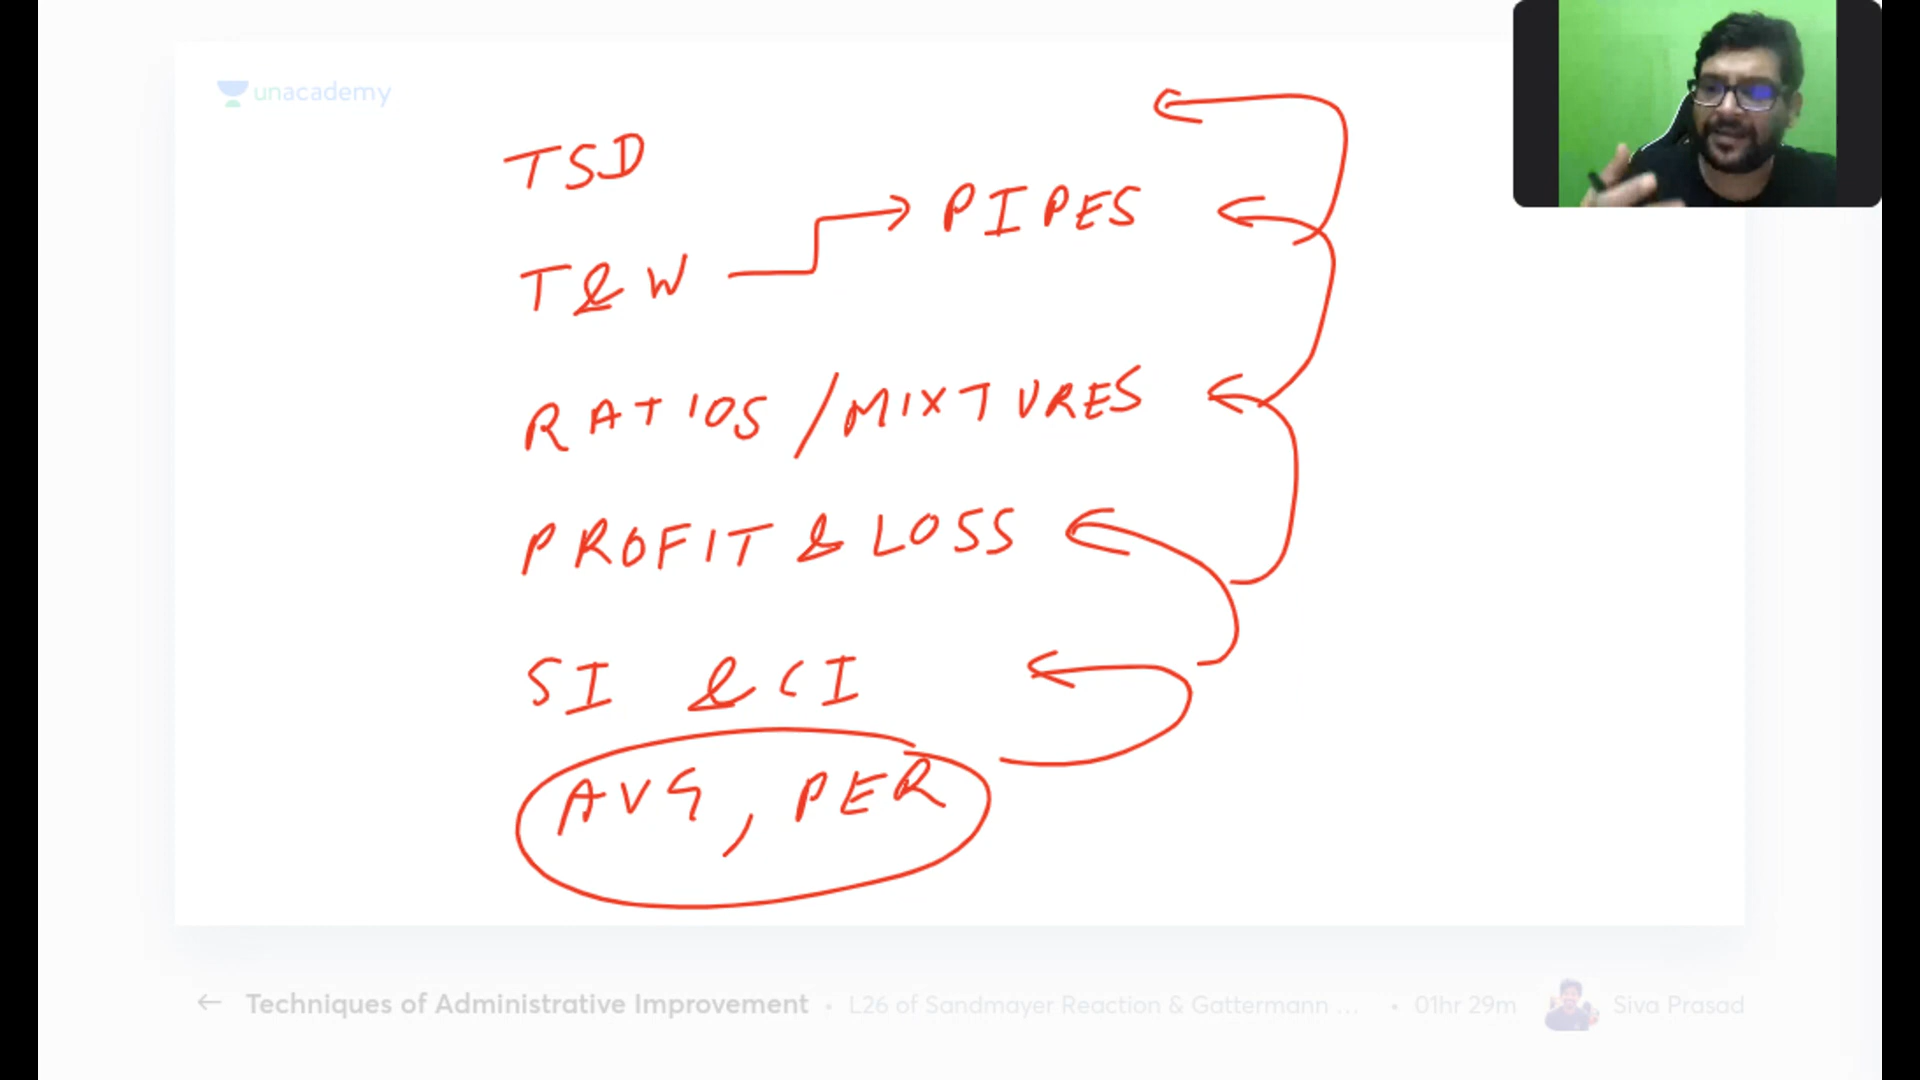 unacademy
TSD
PIPES
T & W
RATIOS / MIXTURES
PROFIT & LOSS
SI & CI
AVG, PER
Techniques of Administrative Improvement • L26 of Sandmayer Reaction & Gattermann ... • 01hr 29m Siva Prasad